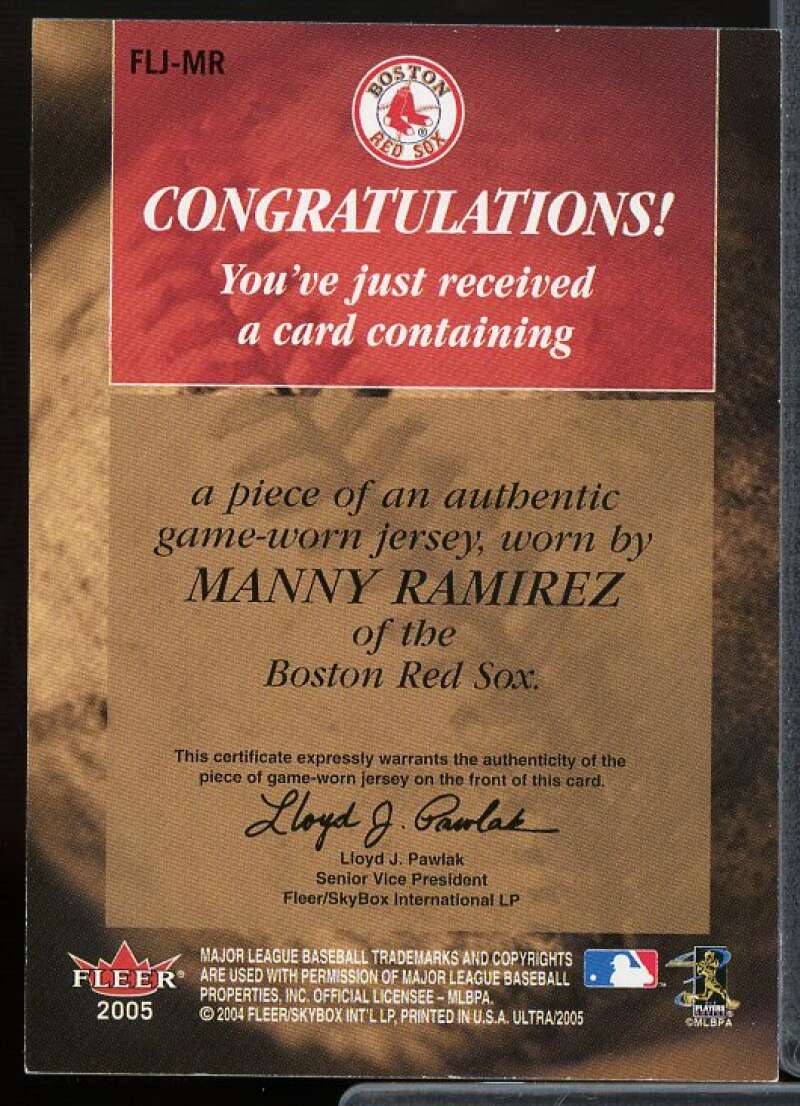 FLJ-MR
BOSTON
RED SOX
®
CONGRATULATIONS!
You've just received
a card containing
a piece of an authentic
game-worn jersey, worn by
MANNY RAMIREZ
of the
Boston Red Sox.
This certificate expressly warrants the authenticity of the
piece of game-worn jersey on the front of this card.
Lloyd J. Pawlak
Lloyd J. Pawlak
Senior Vice President
Fleer/SkyBox International LP
FLEER®
2005
MAJOR LEAGUE BASEBALL TRADEMARKS AND COPYRIGHTS
ARE USED WITH PERMISSION OF MAJOR LEAGUE BASEBALL
PROPERTIES, INC. OFFICIAL LICENSEE – MLBPA.
© 2004 FLEER/SKYBOX INT'L LP, PRINTED IN U.S.A. ULTRA/2005
PLAYERS
©MLBPA